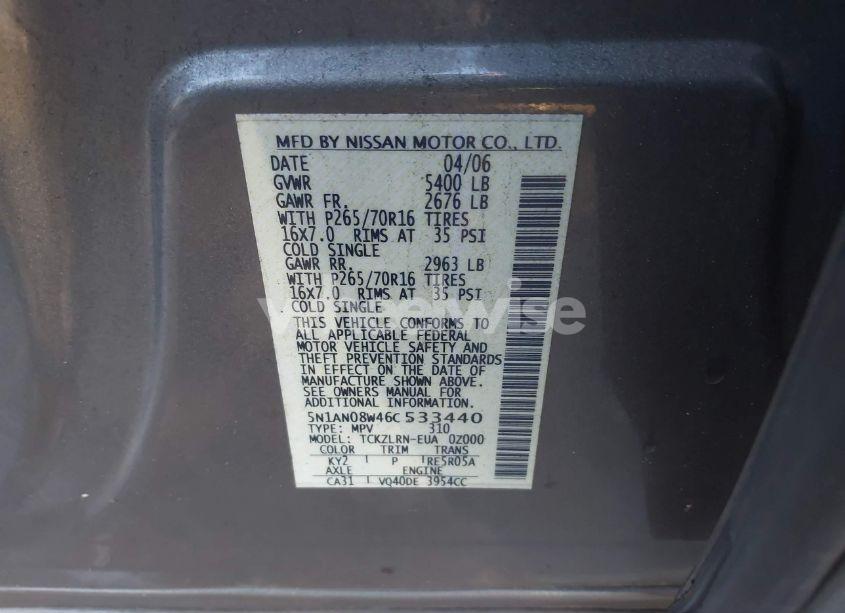 MFD BY NISSAN MOTOR CO., LTD.
DATE 04/06
GVWR 5400 LB
GAWR FR. 2676 LB
WITH P265/70R16 TIRES
16X7.0 RIMS AT 35 PSI
COLD SINGLE
GAWR RR. 2963 LB
WITH P265/70R16 TIRES
16X7.0 RIMS AT 35 PSI
COLD SINGLE
THIS VEHICLE CONFORMS TO
ALL APPLICABLE FEDERAL
MOTOR VEHICLE SAFETY AND
THEFT PREVENTION STANDARDS
IN EFFECT ON THE DATE OF
MANUFACTURE SHOWN ABOVE.
SEE OWNERS MANUAL FOR
ADDITIONAL INFORMATION.
5N1AN08W46C533440
TYPE: MPV 310
MODEL: TCKZLRN-EUA 0Z000
COLOR TRIM TRANS
KY2 P RE5R05A
AXLE ENGINE
CA31 VQ40DE 3954CC